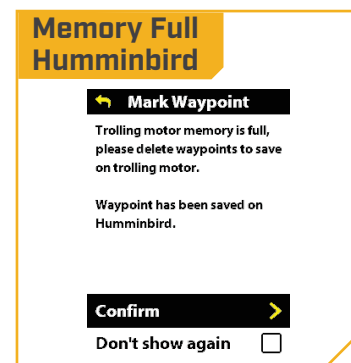 Memory Full
Humminbird
Mark Waypoint
Trolling motor memory is full,
please delete waypoints to save
on trolling motor.
Waypoint has been saved on
Humminbird.
Confirm
Don't show again